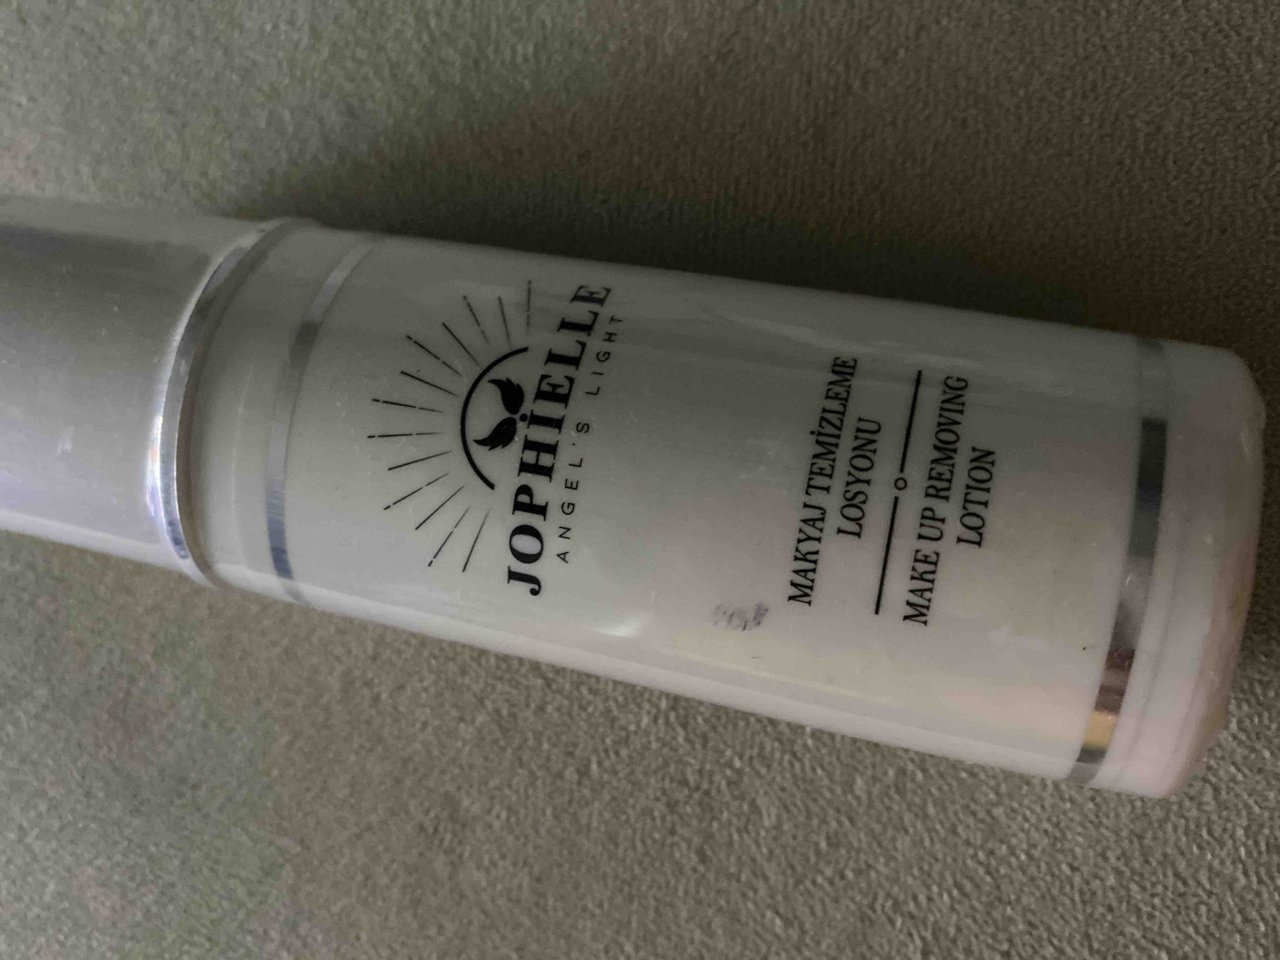 JOPHİELLE
ANGEL'S LIGHT
MAKYAJ TEMİZLEME
LOSYONU
MAKE UP REMOVING
LOTION